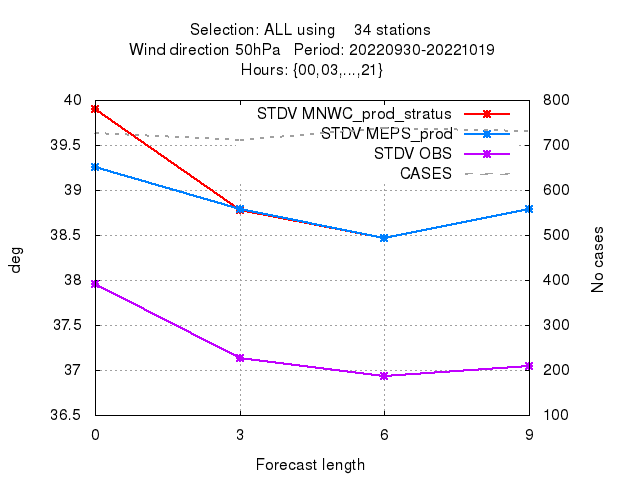 Selection: ALL using    34 stations
Wind direction 50hPa   Period: 20220930-20221019
Hours: {00,03,...,21}
STDV MNWC_prod_stratus
STDV MEPS_prod
STDV OBS
CASES
deg
40
39.5
39
38.5
38
37.5
37
36.5
800
700
600
500
400
300
200
100
No cases
0 3 6 9
Forecast length